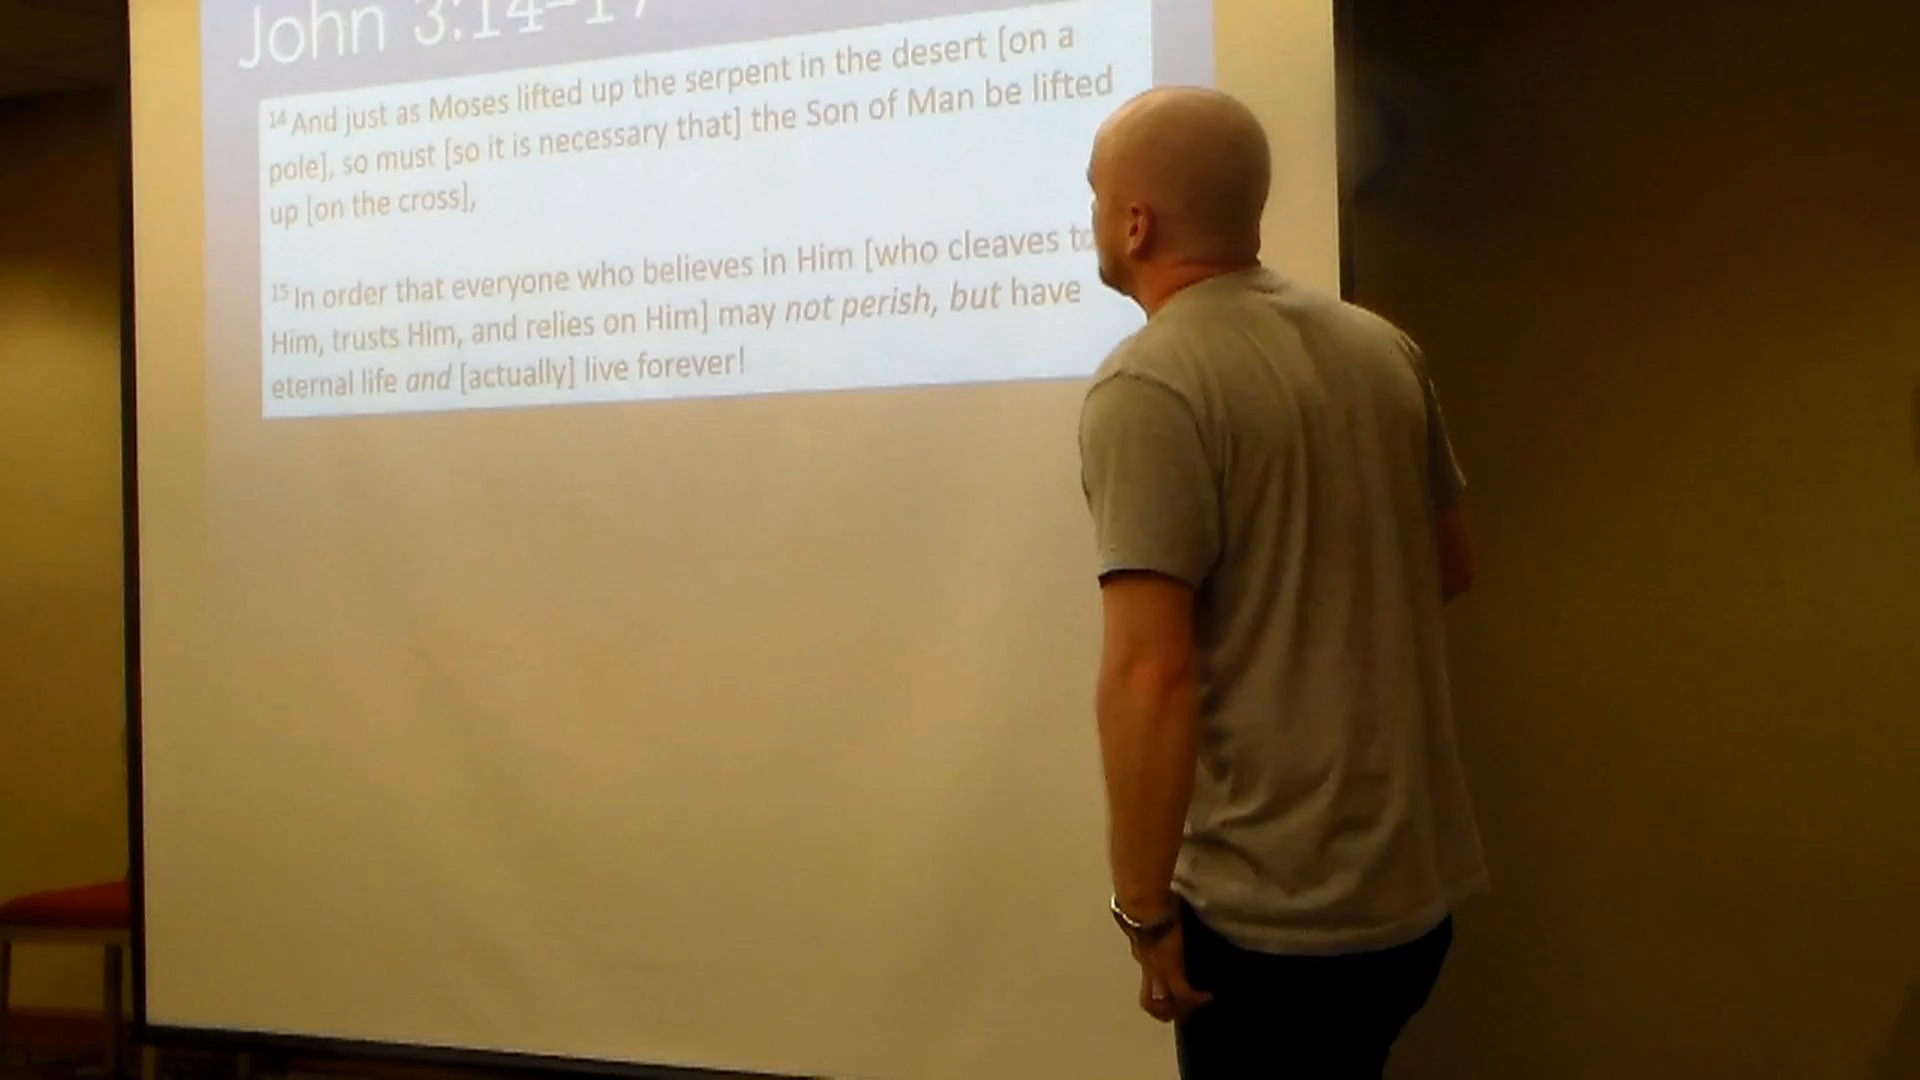 John 3:14–17
14 And just as Moses lifted up the serpent in the desert [on a
pole], so must [so it is necessary that] the Son of Man be lifted
up [on the cross],
15 In order that everyone who believes in Him [who cleaves to
Him, trusts Him, and relies on Him] may not perish, but have
eternal life and [actually] live forever!